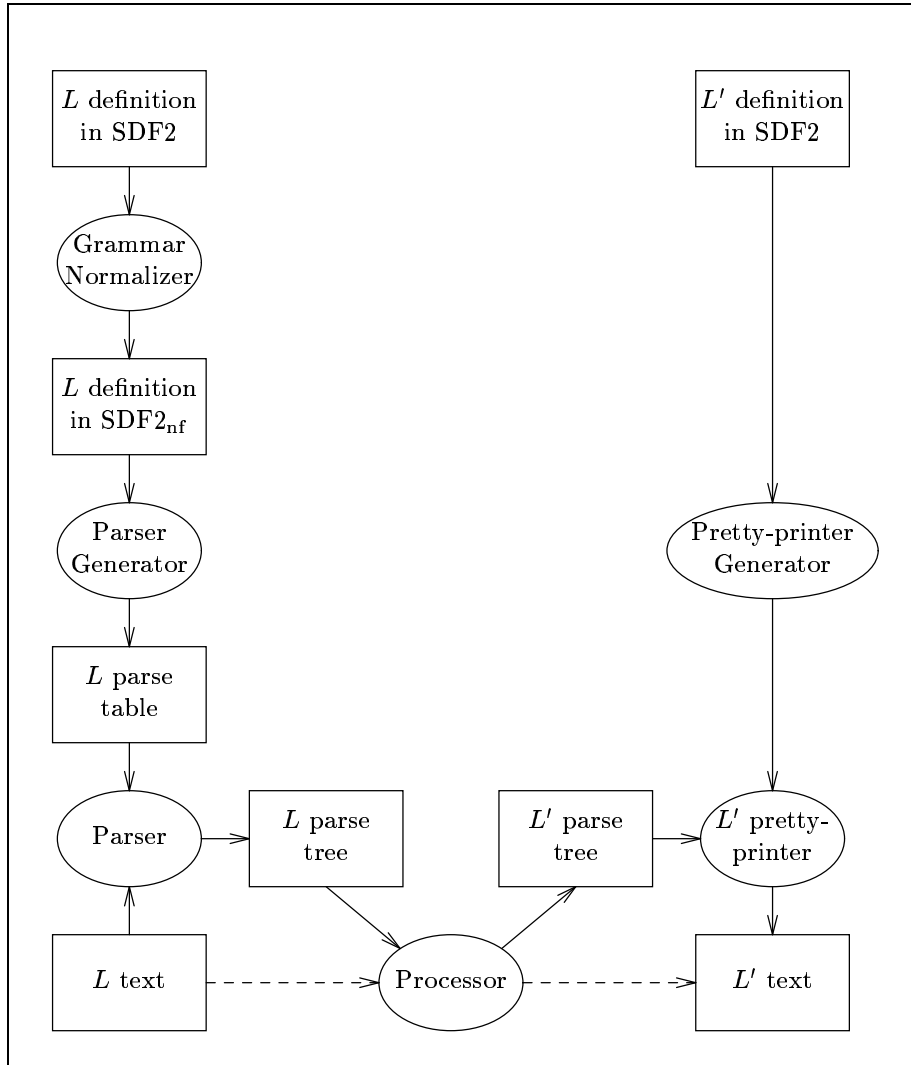 L definition
in SDF2
L′ definition
in SDF2
Grammar
Normalizer
L definition
in SDF2nf
Parser
Generator
Pretty-printer
Generator
L parse
table
Parser
L parse
tree
L′ parse
tree
L′ pretty-
printer
L text
Processor
L′ text